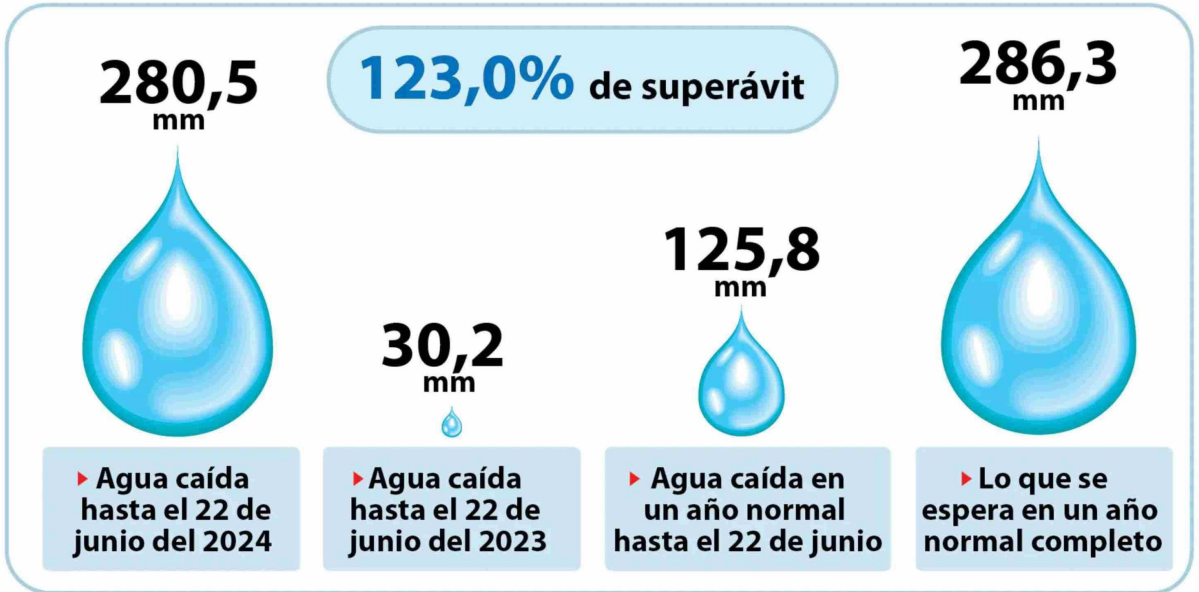 123,0% de superávit
280,5
mm
Agua caída
hasta el 22 de
junio del 2024
30,2
mm
Agua caída
hasta el 22 de
junio del 2023
125,8
mm
Agua caída en
un año normal
hasta el 22 de junio
286,3
mm
Lo que se
espera en un año
normal completo